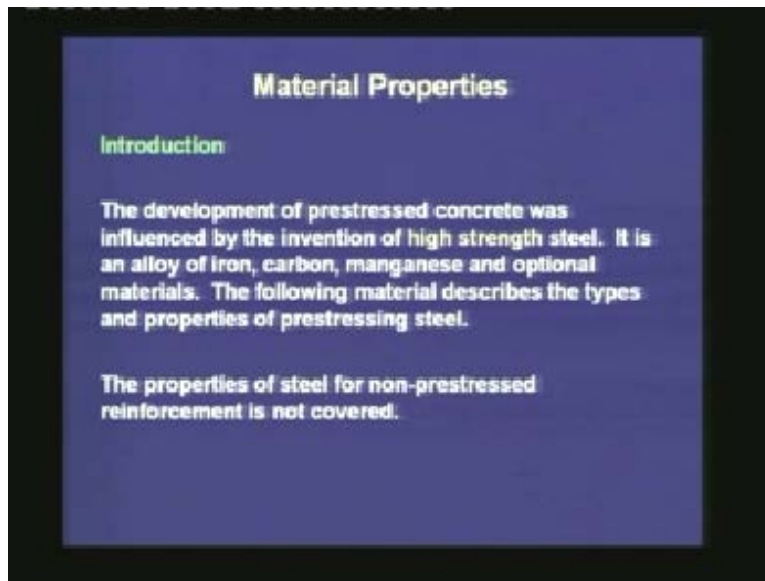 Material Properties
Introduction
The development of prestressed concrete was
influenced by the invention of high strength steel. It is
an alloy of iron, carbon, manganese and optional
materials. The following material describes the types
and properties of prestressing steel.
The properties of steel for non-prestressed
reinforcement is not covered.